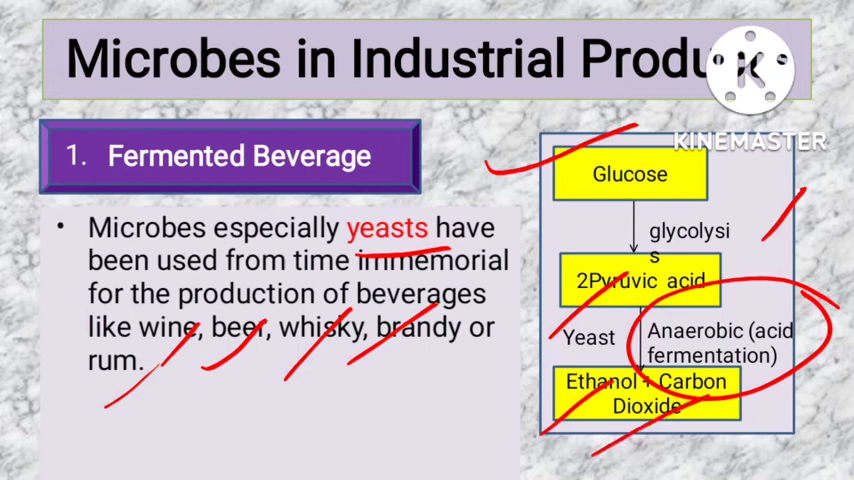 Microbes in Industrial Produ
K
KINEMASTER
1. Fermented Beverage
• Microbes especially yeasts have
been used from time immemorial
for the production of beverages
like wine, beer, whisky, brandy or
rum.
Glucose
glycolysi
s
2Pyruvic acid
Yeast
Anaerobic (acid
fermentation)
Ethanol + Carbon
Dioxide